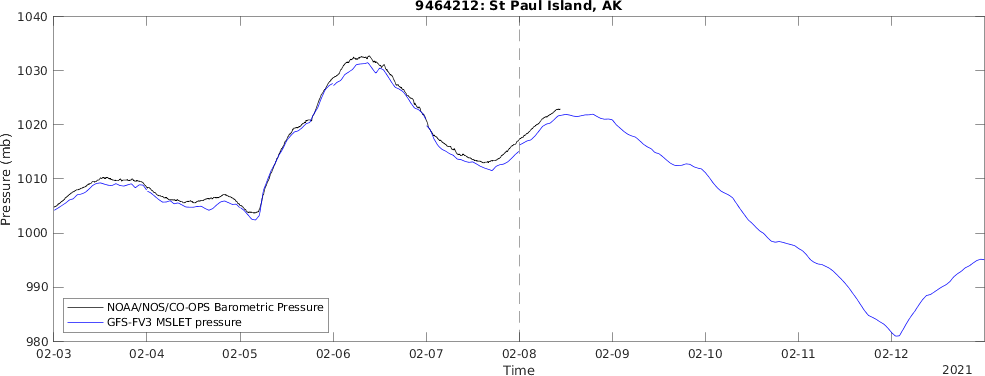 9464212: St Paul Island, AK
1040
1030
1020
1010
1000
990
980
Pressure (mb)
NOAA/NOS/CO-OPS Barometric Pressure
GFS-FV3 MSLET pressure
02-03 02-04 02-05 02-06 02-07 02-08 02-09 02-10 02-11 02-12
Time
2021